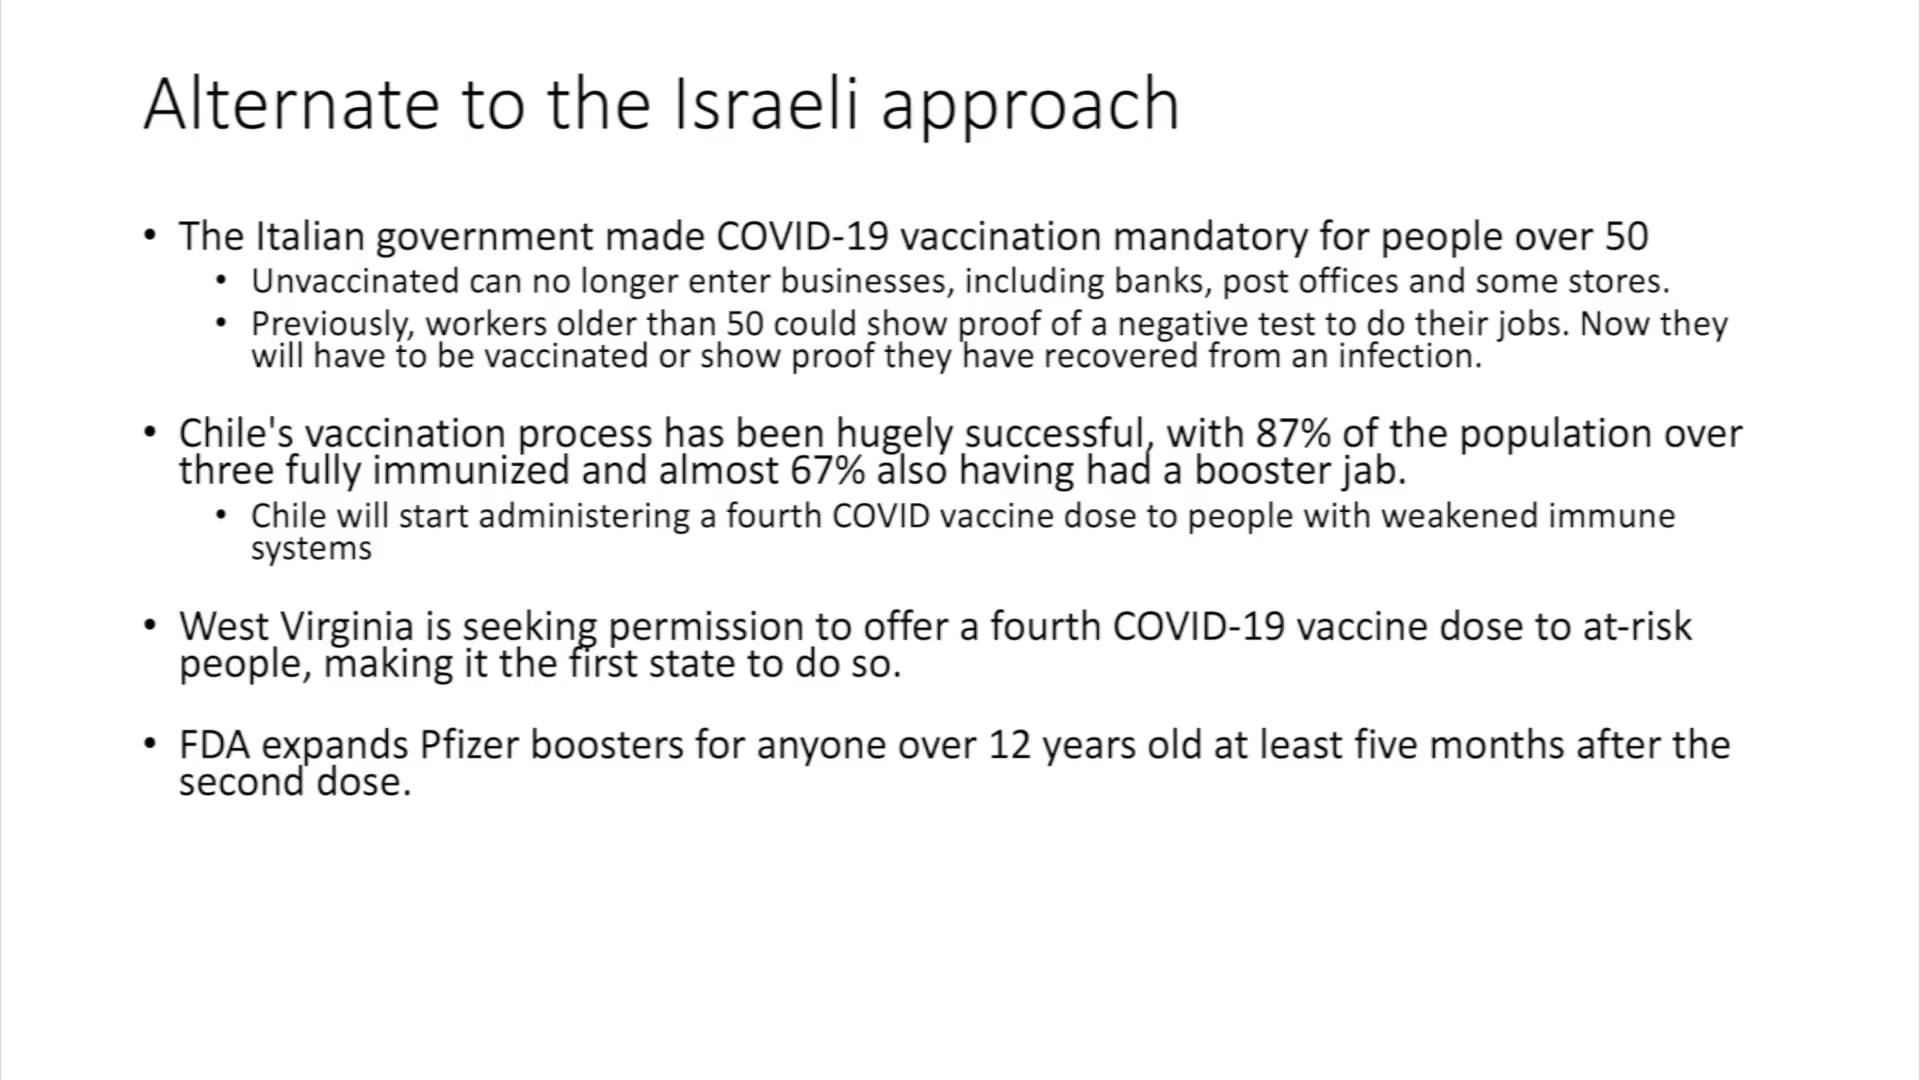 Alternate to the Israeli approach
• The Italian government made COVID-19 vaccination mandatory for people over 50
• Unvaccinated can no longer enter businesses, including banks, post offices and some stores.
• Previously, workers older than 50 could show proof of a negative test to do their jobs. Now they
will have to be vaccinated or show proof they have recovered from an infection.
• Chile's vaccination process has been hugely successful, with 87% of the population over
three fully immunized and almost 67% also having had a booster jab.
• Chile will start administering a fourth COVID vaccine dose to people with weakened immune
systems
• West Virginia is seeking permission to offer a fourth COVID-19 vaccine dose to at-risk
people, making it the first state to do so.
• FDA expands Pfizer boosters for anyone over 12 years old at least five months after the
second dose.